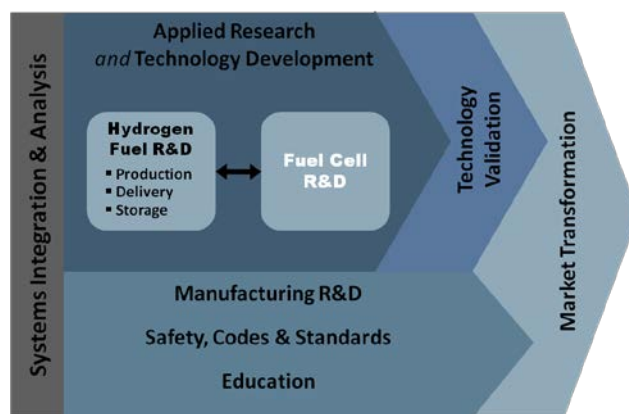 Systems Integration & Analysis
Applied Research
and Technology Development
Hydrogen
Fuel R&D
▪ Production
▪ Delivery
▪ Storage
Fuel Cell
R&D
Technology
Validation
Market Transformation
Manufacturing R&D
Safety, Codes & Standards
Education